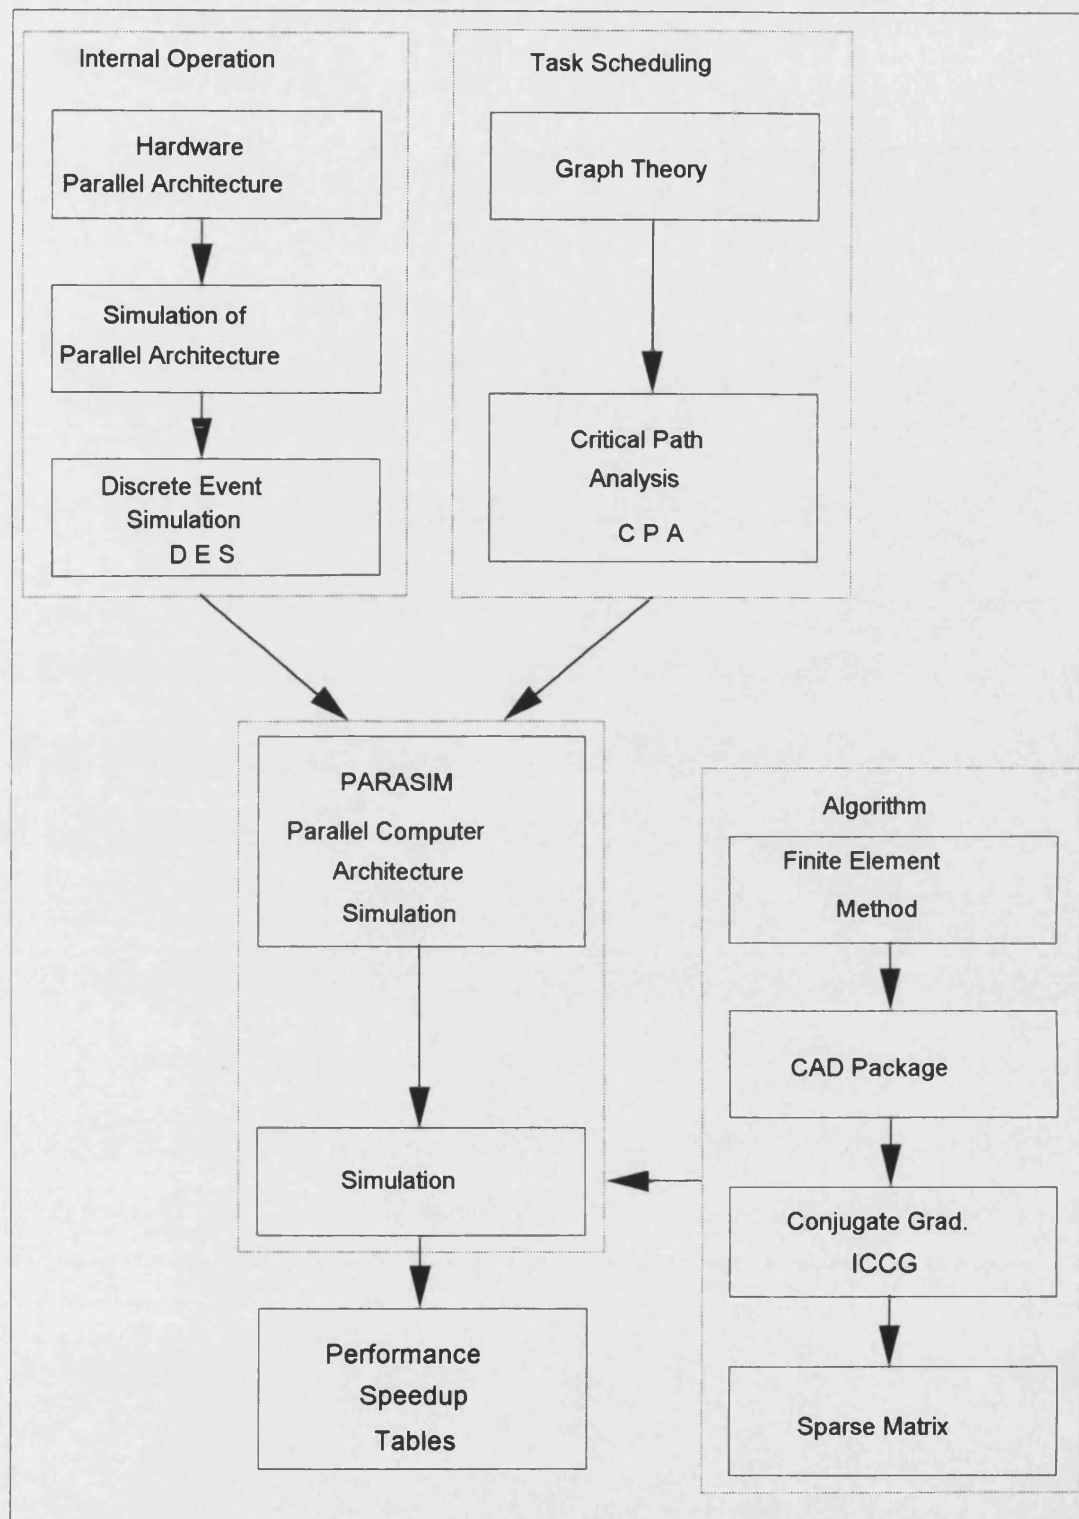 Internal Operation
Hardware
Parallel Architecture
Simulation of
Parallel Architecture
Discrete Event
Simulation
D E S
Task Scheduling
Graph Theory
Critical Path
Analysis
C P A
PARASIM
Parallel Computer
Architecture
Simulation
Simulation
Performance
Speedup
Tables
Algorithm
Finite Element
Method
CAD Package
Conjugate Grad.
ICCG
Sparse Matrix